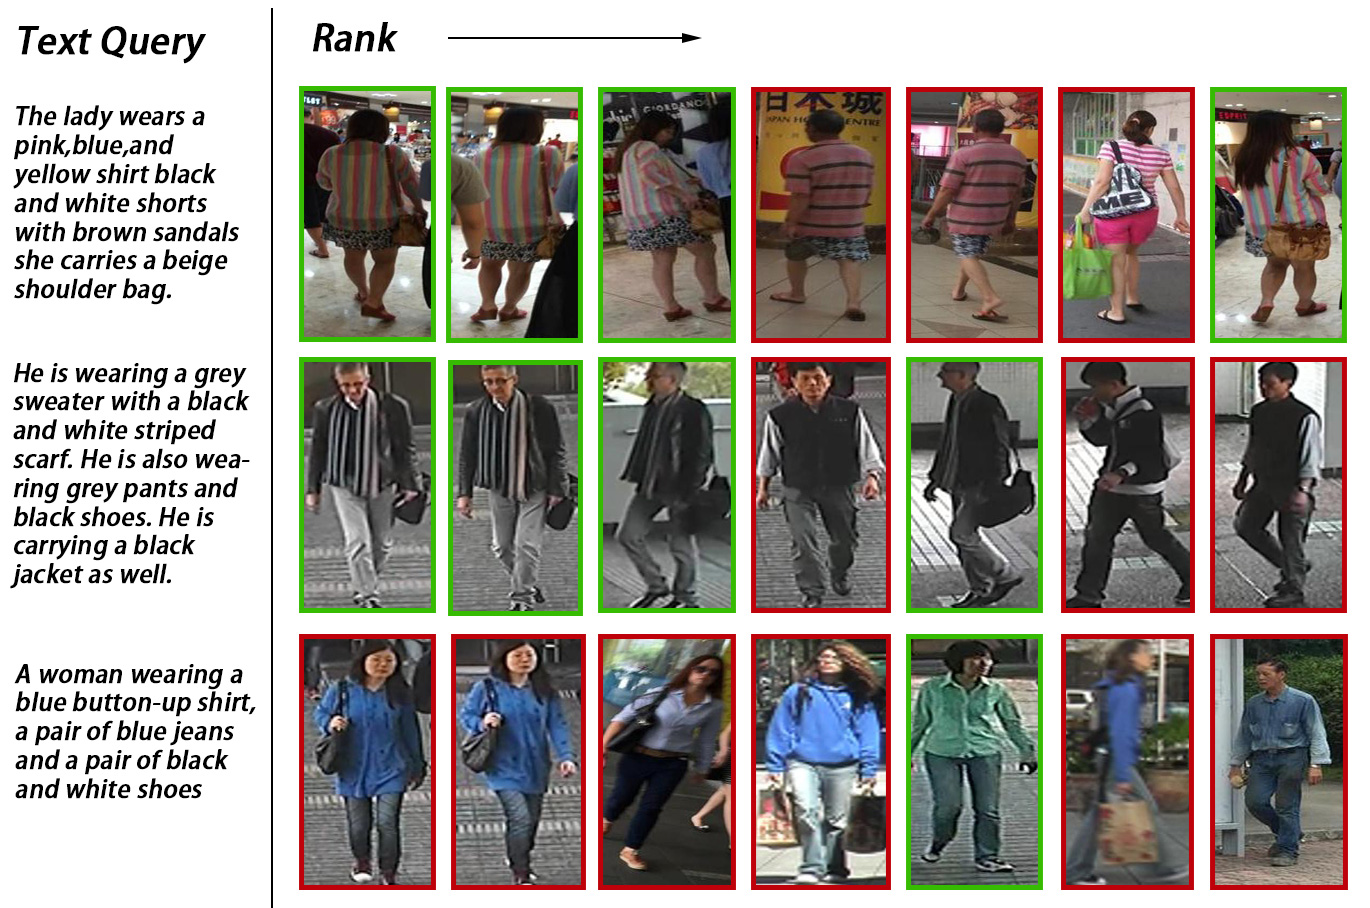 Text Query
Rank
The lady wears a
pink,blue,and
yellow shirt black
and white shorts
with brown sandals
she carries a beige
shoulder bag.
日本城
JAPAN HOME CENTRE
GIORDANO
ESPRIT
ME
He is wearing a grey
sweater with a black
and white striped
scarf. He is also wea-
ring grey pants and
black shoes. He is
carrying a black
jacket as well.
A woman wearing a
blue button-up shirt,
a pair of blue jeans
and a pair of black
and white shoes